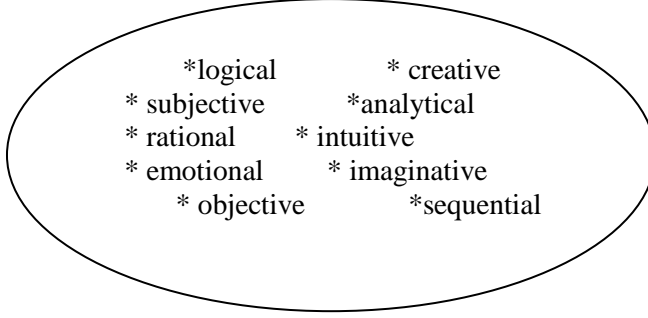 *logical * creative
* subjective *analytical
* rational * intuitive
* emotional * imaginative
* objective *sequential